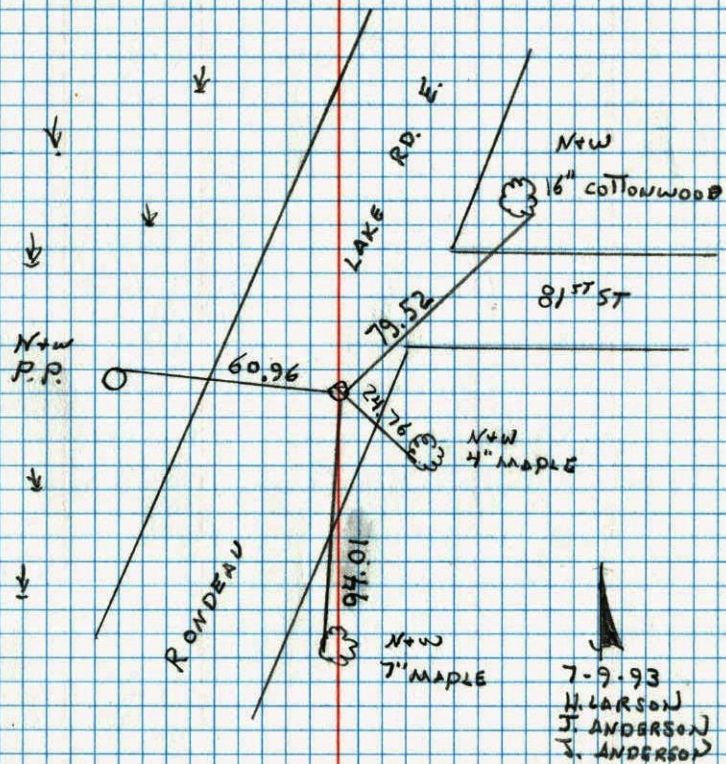 LAKE RD. E.
N+W
16" COTTONWOOD
81ST ST
79.52
N+W
P.P.
60.96
24.76
N+W
4" MAPLE
94.01
RONDEAU
N+W
7" MAPLE
7-9-93
H. LARSON
J. ANDERSON
J. ANDERSON